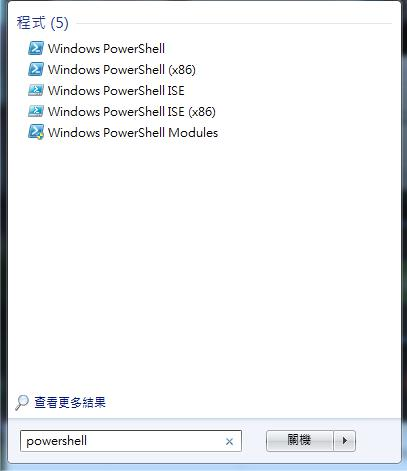 程式 (5)
Windows PowerShell
Windows PowerShell (x86)
Windows PowerShell ISE
Windows PowerShell ISE (x86)
Windows PowerShell Modules
查看更多結果
powershell
關機